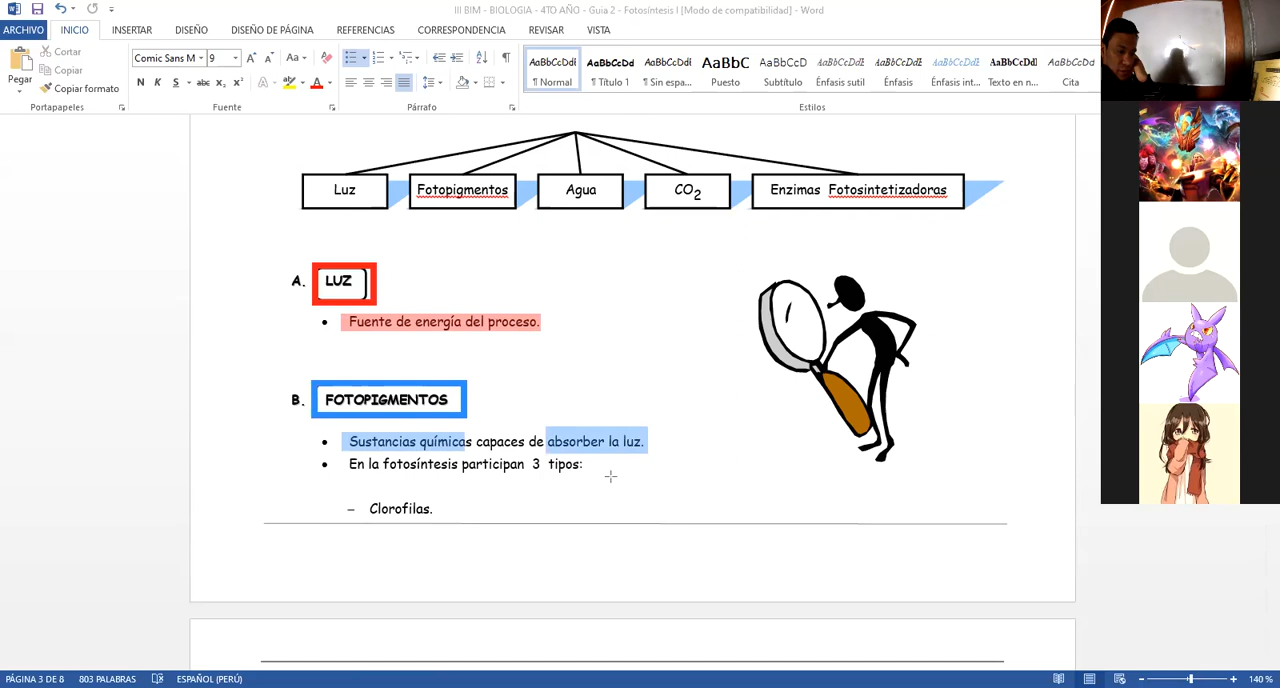 III BIM - BIOLOGIA - 4TO AÑO - Guia 2 - Fotosíntesis I [Modo de compatibilidad] - Word
ARCHIVO INICIO INSERTAR DISEÑO DISEÑO DE PÁGINA REFERENCIAS CORRESPONDENCIA REVISAR VISTA
Pegar
Cortar
Copiar
Copiar formato
Portapapeles
Comic Sans M 9
N K S abc x₂ x²
Fuente
Párrafo
AaBbCcDdI AaBbCcDd AaBbCcDdI AaBbC AaBbCcD AaBbCcDdI AaBbCcDdI AaBbCcDdI AaBbCcDdI AaBbCcDd
¶ Normal ¶ Título 1 ¶ Sin espa... Puesto Subtítulo Énfasis sutil Énfasis Énfasis int... Texto en n... Cita
Estilos
Luz Fotopigmentos Agua CO₂ Enzimas Fotosintetizadoras
A. LUZ
• Fuente de energía del proceso.
B. FOTOPIGMENTOS
• Sustancias químicas capaces de absorber la luz.
• En la fotosíntesis participan 3 tipos:
– Clorofilas.
PÁGINA 3 DE 8 803 PALABRAS ESPAÑOL (PERÚ) 140 %